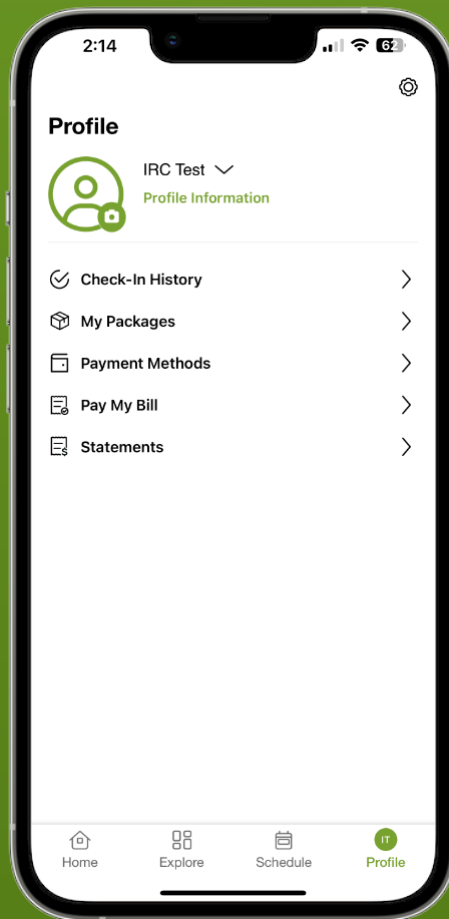 2:14
62
Profile
IRC Test
Profile Information
Check-In History
My Packages
Payment Methods
Pay My Bill
Statements
IT
Home Explore Schedule Profile